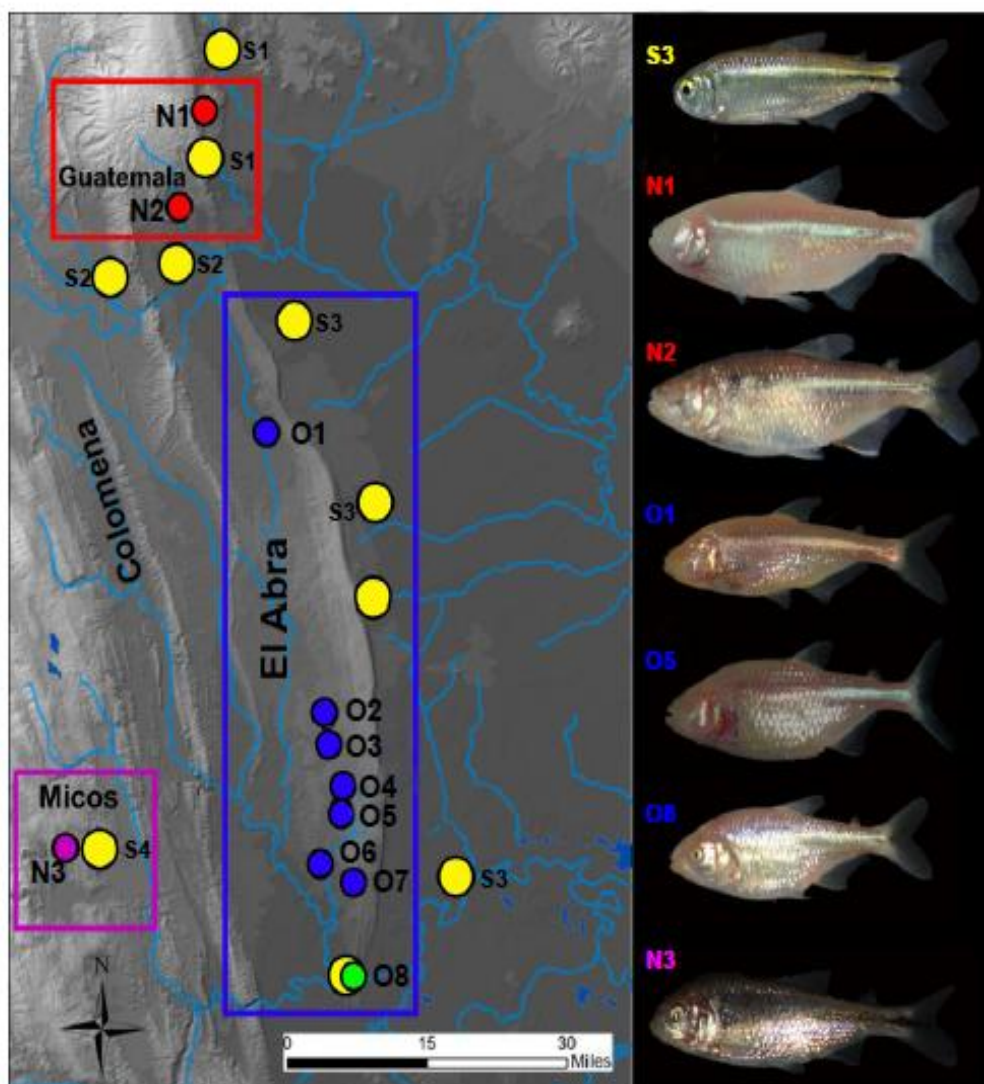 S1
N1
S1
Guatemala
N2
S2
S2
S3
O1
Colomena
S3
El Abra
O2
O3
O4
O5
Micos
O6
N3
S4
O7
S3
N
O8
0
15
30
Miles
S3
N1
N2
O1
O5
O8
N3